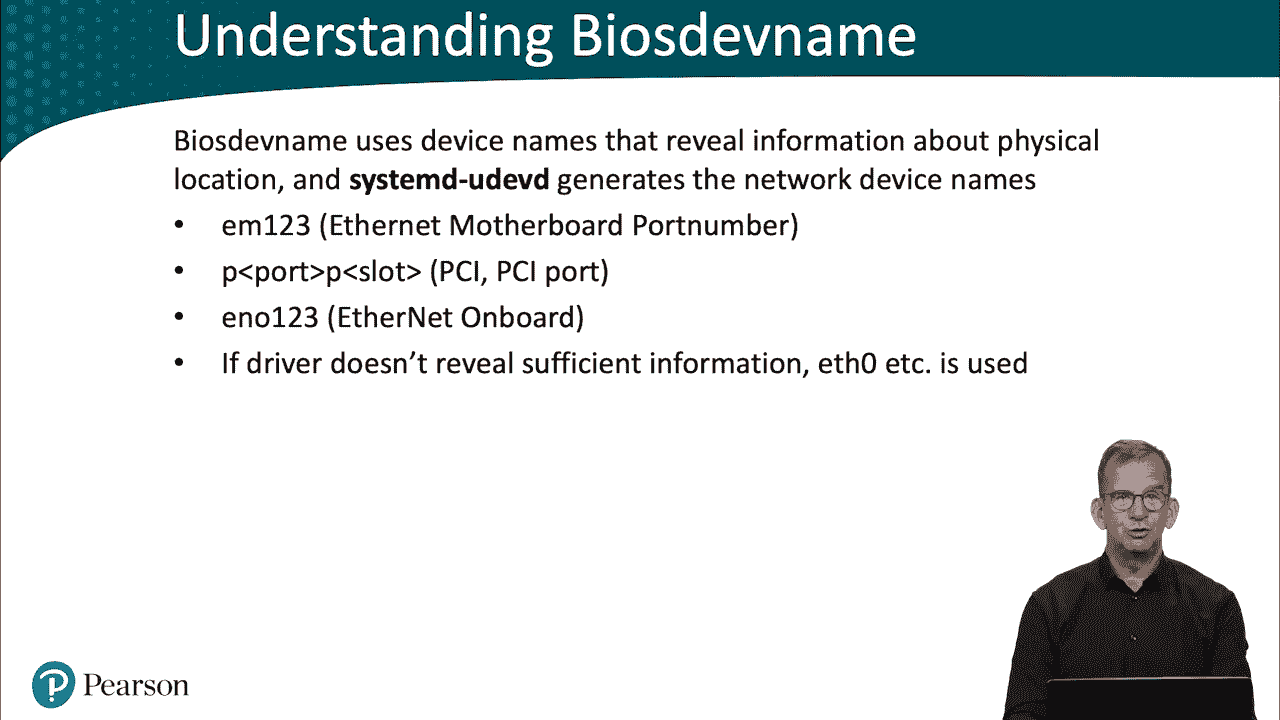 Understanding Biosdevname
Biosdevname uses device names that reveal information about physical
location, and systemd-udevd generates the network device names
• em123 (Ethernet Motherboard Portnumber)
• p<port>p<slot> (PCI, PCI port)
• eno123 (EtherNet Onboard)
• If driver doesn’t reveal sufficient information, eth0 etc. is used
Pearson